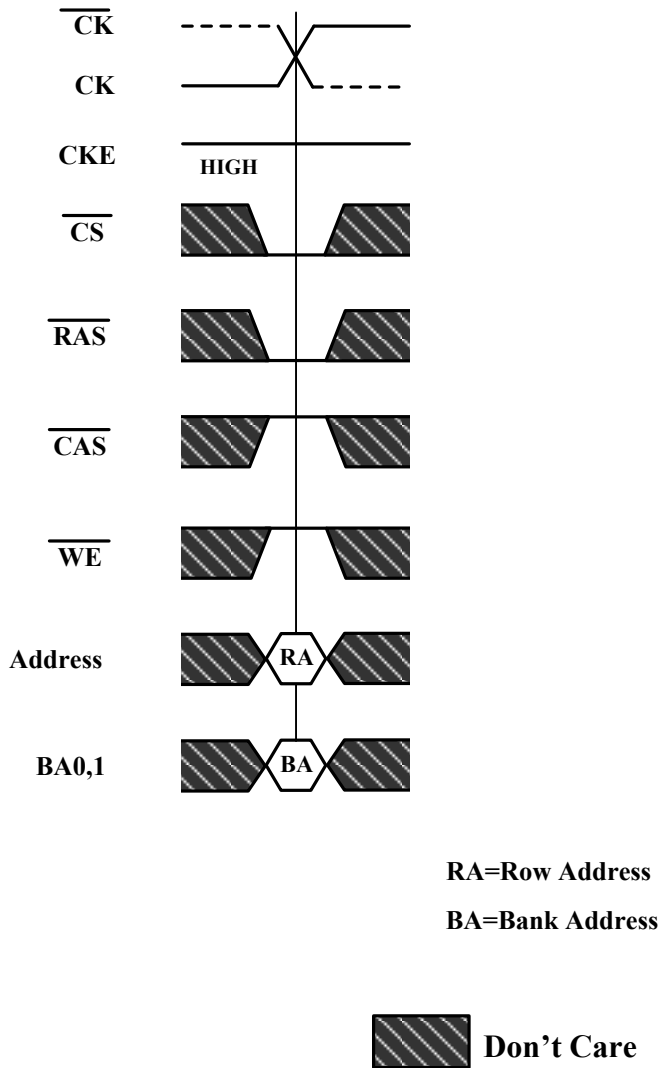 CK
CK
CKE
HIGH
CS
RAS
CAS
WE
Address
RA
BA0,1
BA
RA=Row Address
BA=Bank Address
Don't Care